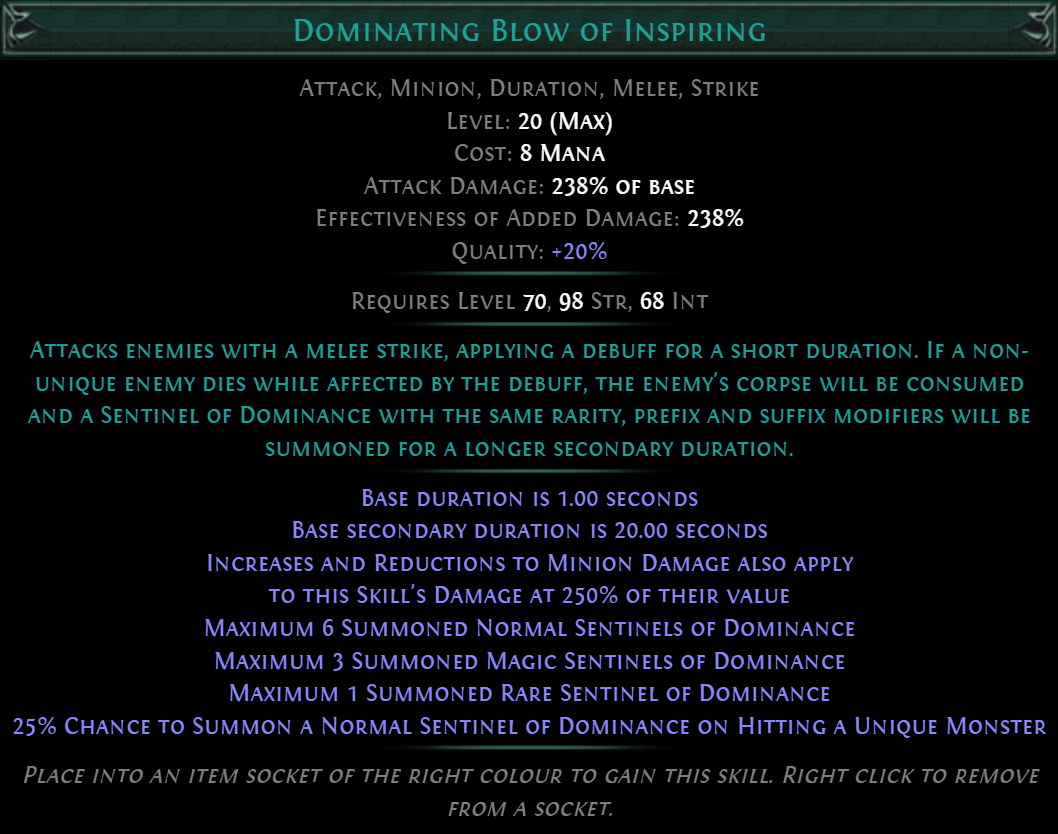 Dominating Blow of Inspiring
Attack, Minion, Duration, Melee, Strike
Level: 20 (Max)
Cost: 8 Mana
Attack Damage: 238% of base
Effectiveness of Added Damage: 238%
Quality: +20%
Requires Level 70, 98 Str, 68 Int
Attacks enemies with a melee strike, applying a debuff for a short duration. If a non-
unique enemy dies while affected by the debuff, the enemy's corpse will be consumed
and a Sentinel of Dominance with the same rarity, prefix and suffix modifiers will be
summoned for a longer secondary duration.
Base duration is 1.00 seconds
Base secondary duration is 20.00 seconds
Increases and Reductions to Minion Damage also apply
to this Skill's Damage at 250% of their value
Maximum 6 Summoned Normal Sentinels of Dominance
Maximum 3 Summoned Magic Sentinels of Dominance
Maximum 1 Summoned Rare Sentinel of Dominance
25% Chance to Summon a Normal Sentinel of Dominance on Hitting a Unique Monster
Place into an item socket of the right colour to gain this skill. Right click to remove
from a socket.